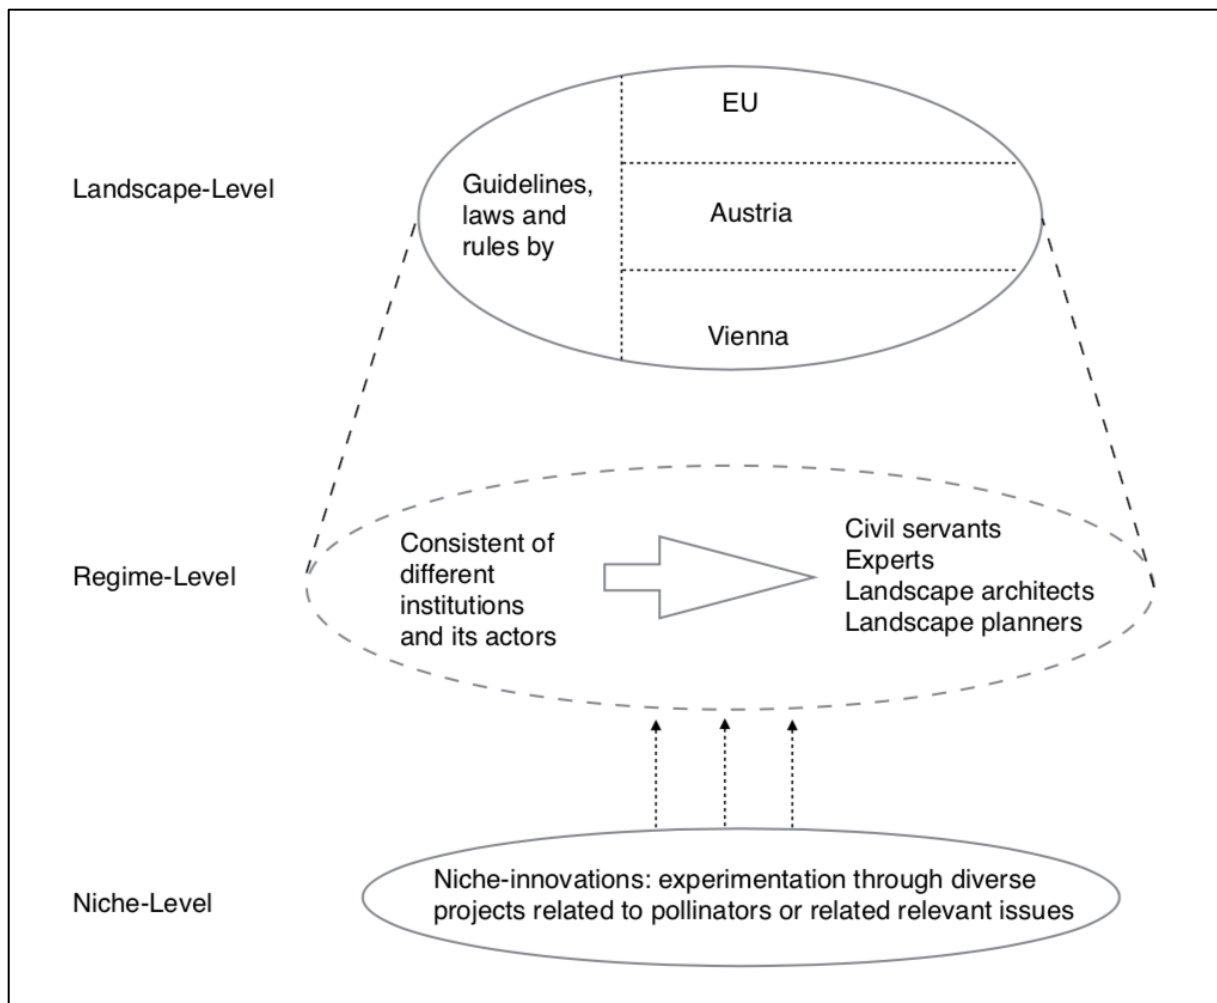 Landscape-Level
Guidelines,
laws and
rules by
EU
Austria
Vienna
Regime-Level
Consistent of
different
institutions
and its actors
Civil servants
Experts
Landscape architects
Landscape planners
Niche-Level
Niche-innovations: experimentation through diverse
projects related to pollinators or related relevant issues